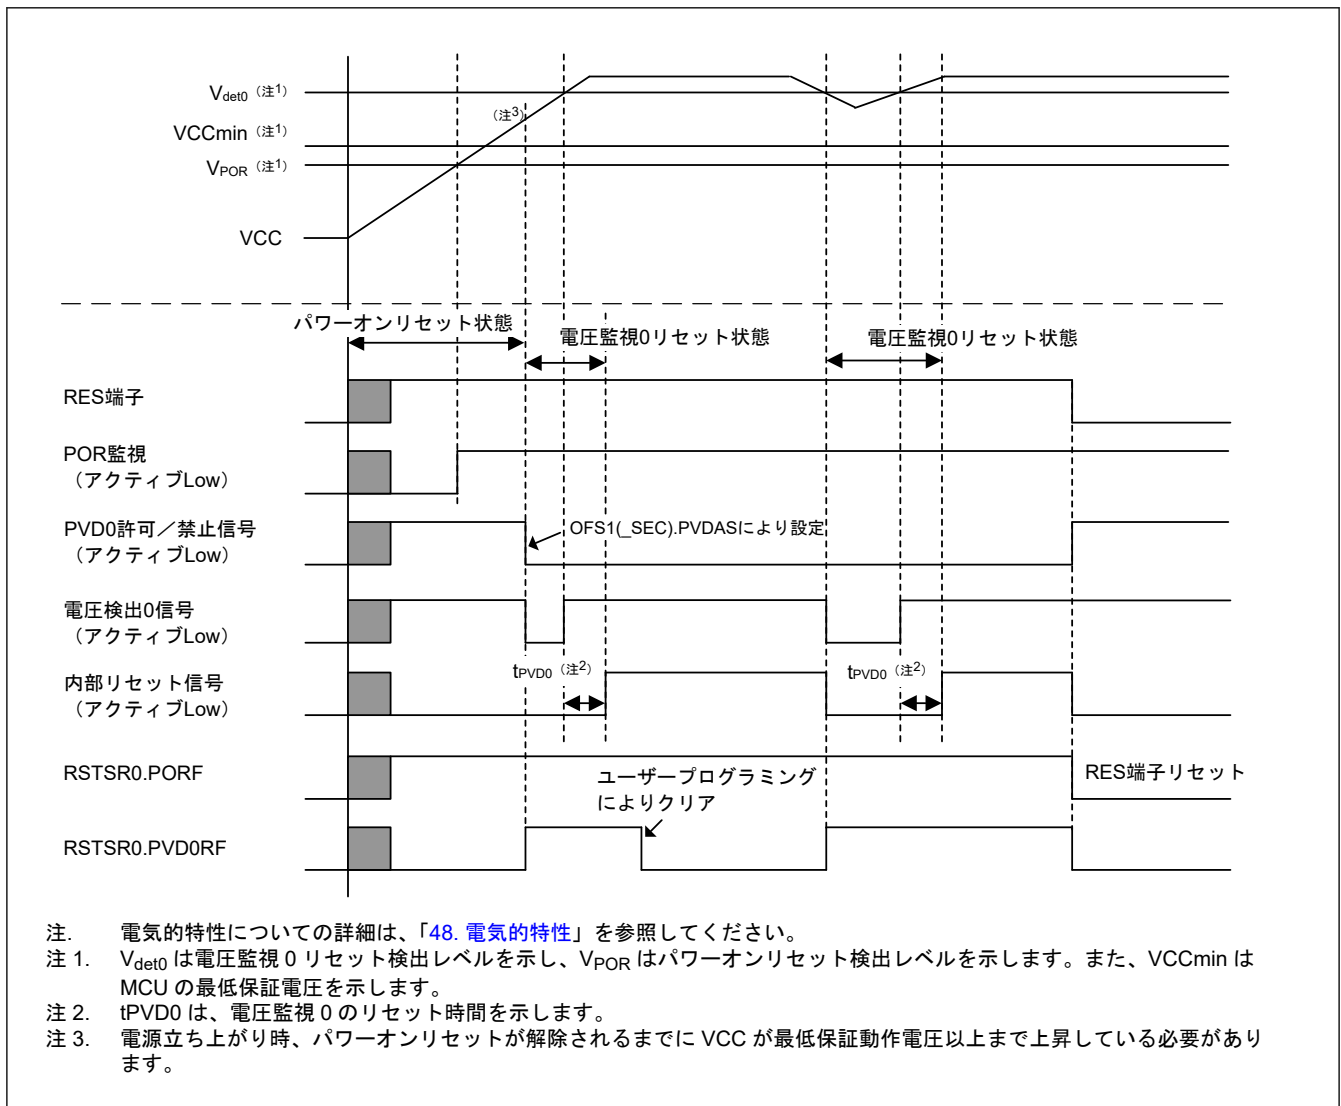 Vdet0（注1）
（注3）
VCCmin（注1）
VPOR（注1）
VCC
パワーオンリセット状態
電圧監視0リセット状態
電圧監視0リセット状態
RES端子
POR監視
（アクティブLow）
PVD0許可／禁止信号
（アクティブLow）
OFS1(_SEC).PVDASにより設定
電圧検出0信号
（アクティブLow）
tPVD0（注2）
tPVD0（注2）
内部リセット信号
（アクティブLow）
RSTSR0.PORF
ユーザープログラミング
によりクリア
RES端子リセット
RSTSR0.PVD0RF
注. 電気的特性についての詳細は、「48. 電気的特性」を参照してください。
注 1. Vdet0 は電圧監視 0 リセット検出レベルを示し、VPOR はパワーオンリセット検出レベルを示します。また、VCCmin は
MCU の最低保証電圧を示します。
注 2. tPVD0 は、電圧監視 0 のリセット時間を示します。
注 3. 電源立ち上がり時、パワーオンリセットが解除されるまでに VCC が最低保証動作電圧以上まで上昇している必要があり
ます。